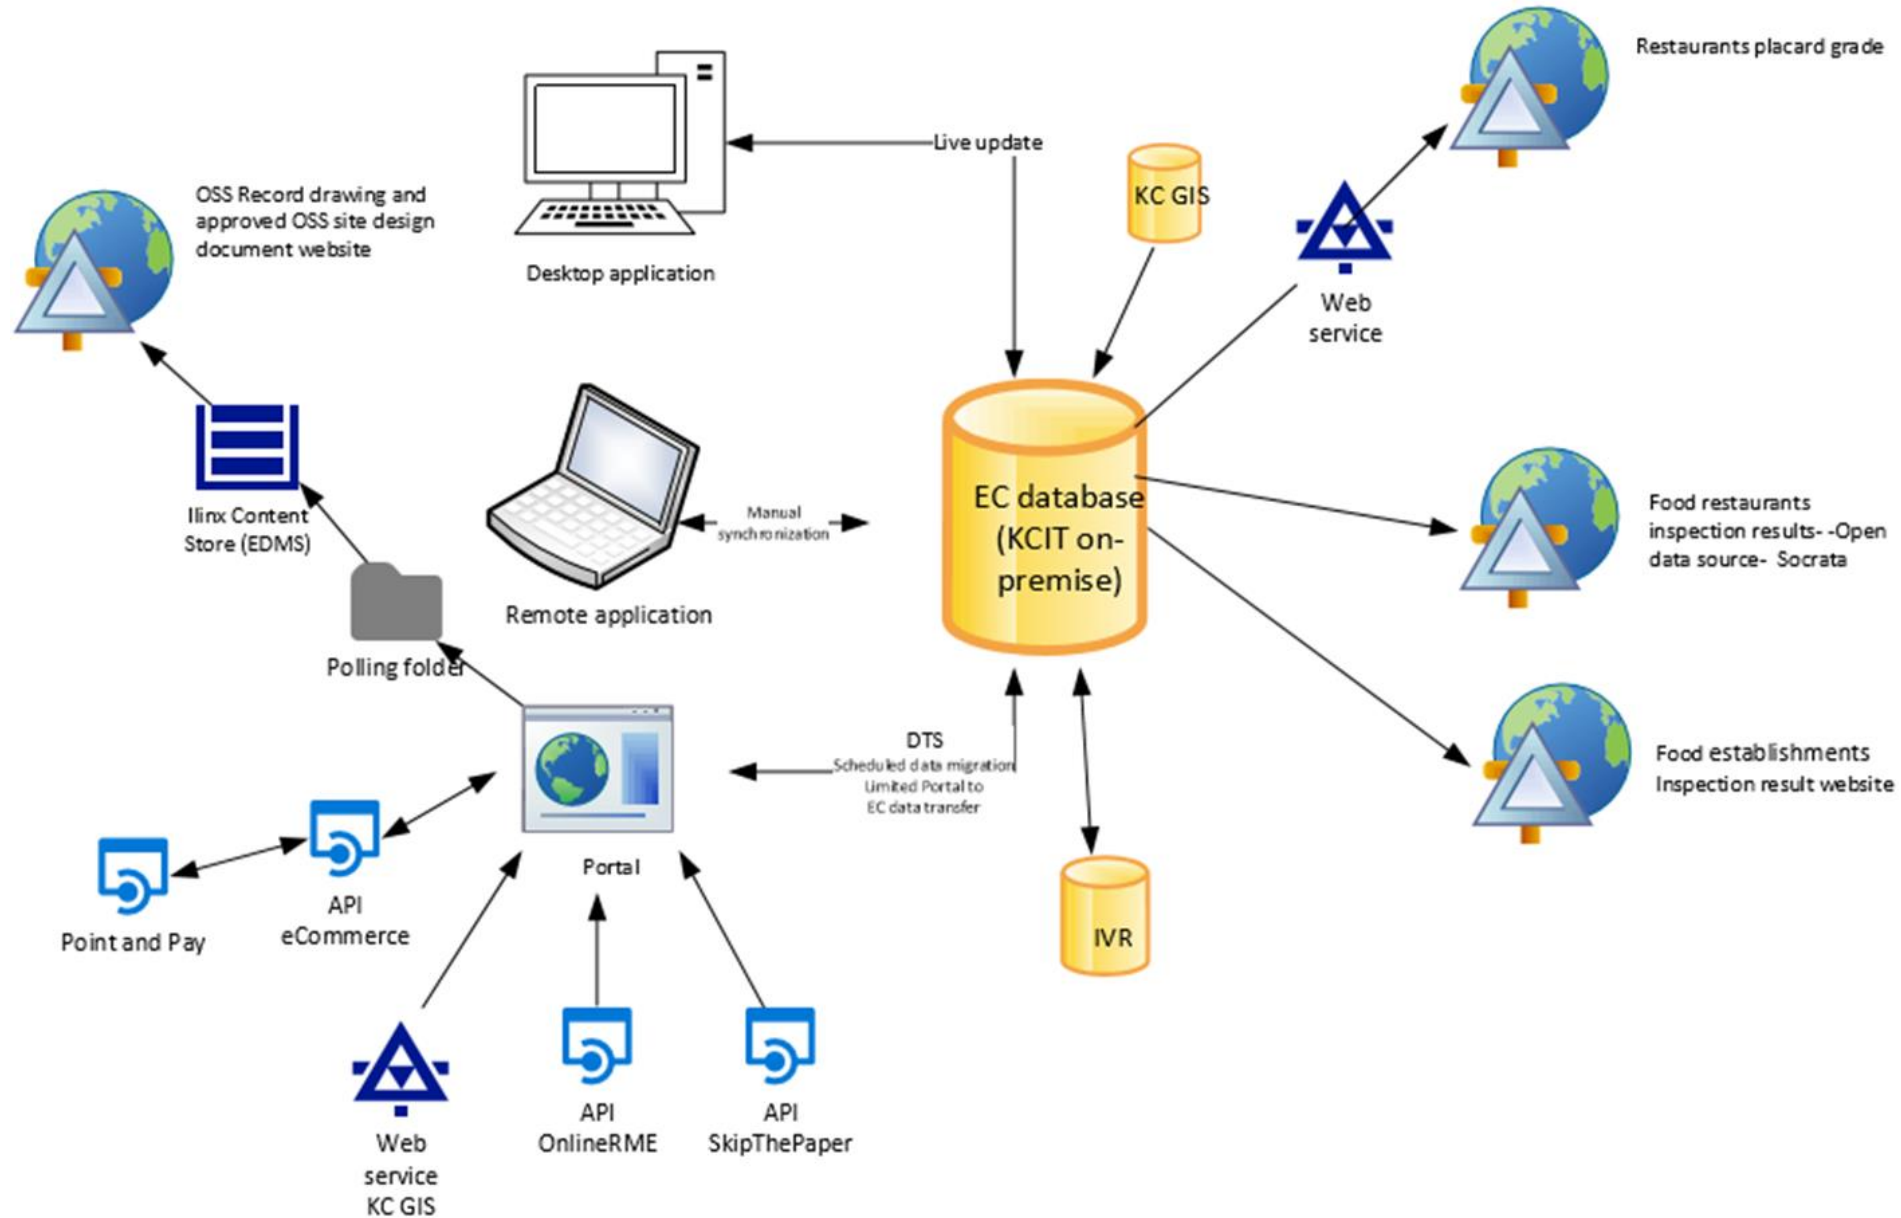 Restaurants placard grade
Live update
KC GIS
OSS Record drawing and
approved OSS site design
document website
Desktop application
Web
service
Ilinx Content
Store (EDMS)
Manual
synchronization
EC database
(KCIT on-
premise)
Food restaurants
inspection results- -Open
data source- Socrata
Remote application
Polling folder
DTS
Scheduled data migration
Limited Portal to
EC data transfer
Food establishments
Inspection result website
Portal
API
eCommerce
Point and Pay
IVR
Web
service
KC GIS
API
OnlineRME
API
SkipThePaper